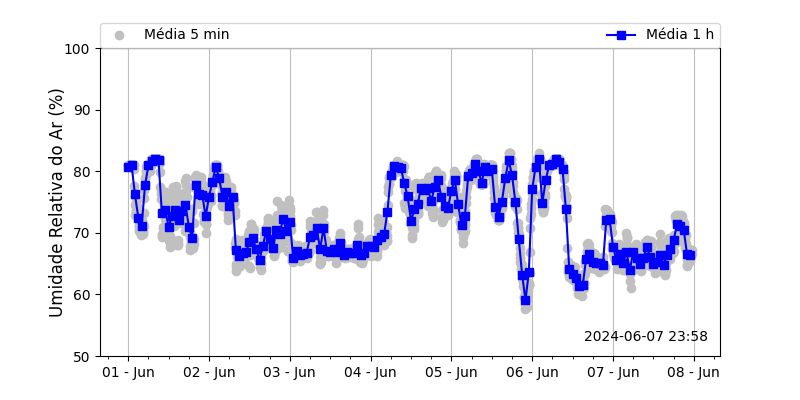 Média 5 min
Média 1 h
Umidade Relativa do Ar (%)
100
90
80
70
60
50
2024-06-07 23:58
01 - Jun
02 - Jun
03 - Jun
04 - Jun
05 - Jun
06 - Jun
07 - Jun
08 - Jun